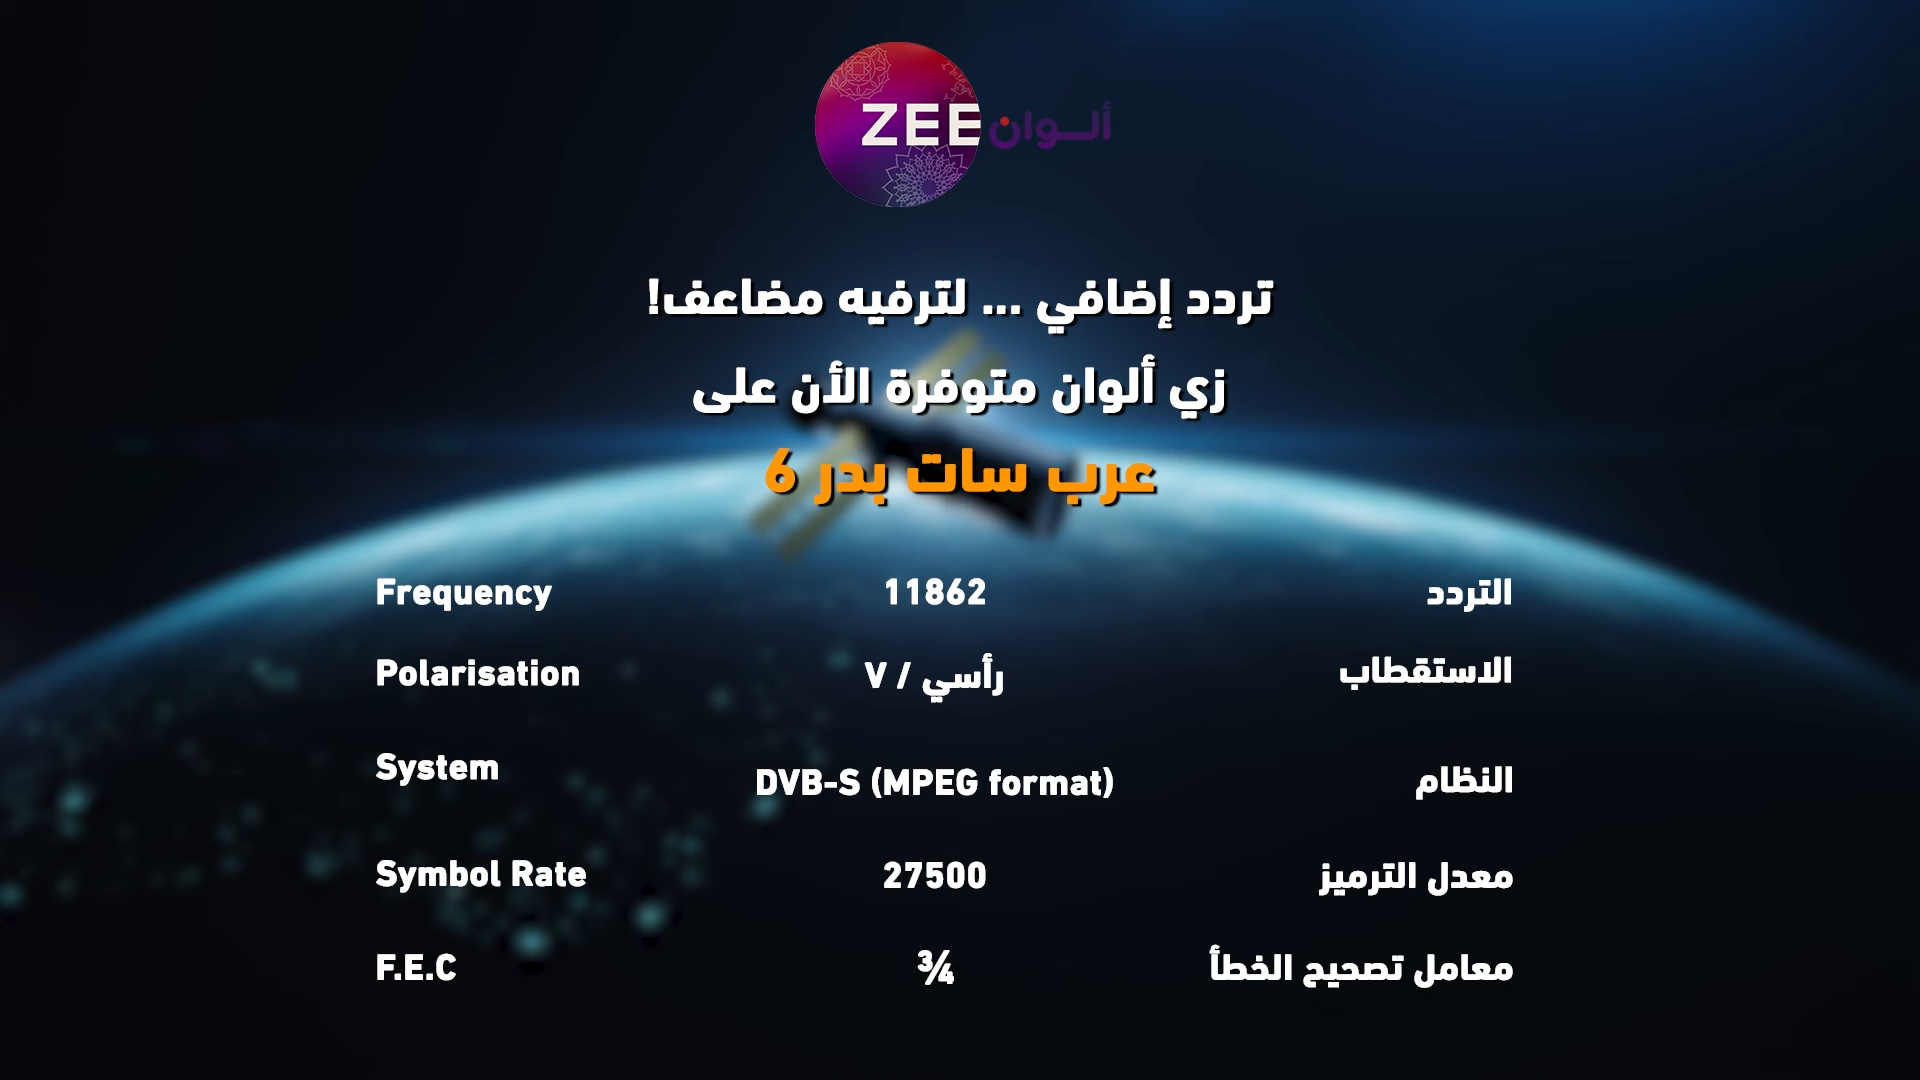 ZEE ألوان
تردد إضافي ... لترفيه مضاعف!
زي ألوان متوفرة الأن على
عرب سات بدر 6
Frequency 11862 التردد
Polarisation رأسي / V الاستقطاب
System DVB-S (MPEG format) النظام
Symbol Rate 27500 معدل الترميز
F.E.C ¾ معامل تصحيح الخطأ